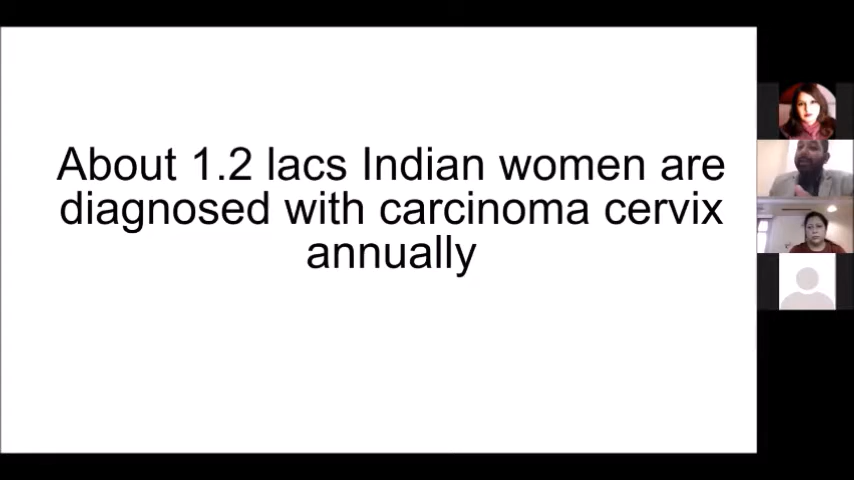 About 1.2 lacs Indian women are
diagnosed with carcinoma cervix
annually